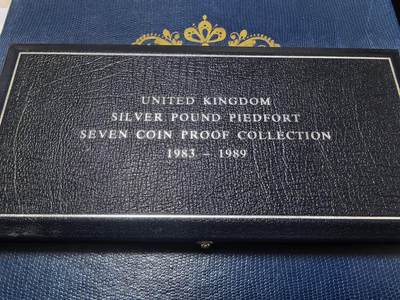 UNITED KINGDOM
SILVER POUND PIEDFORT
SEVEN COIN PROOF COLLECTION
1983 – 1989